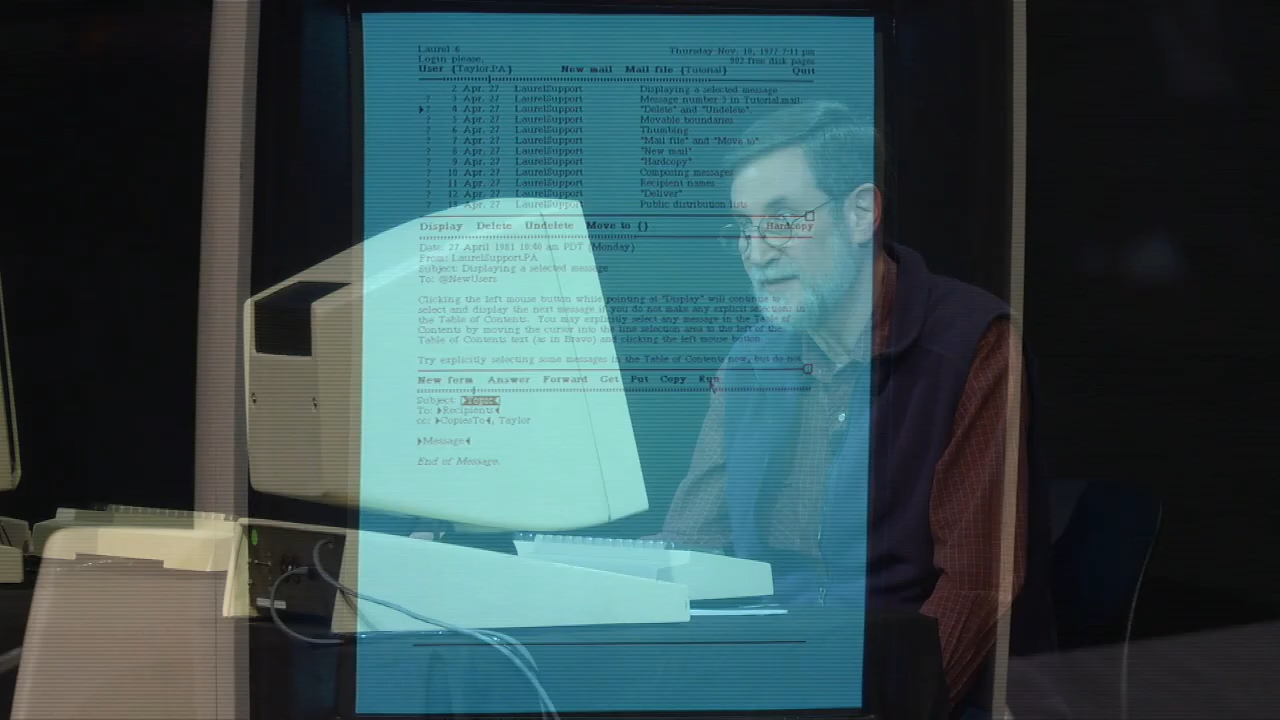 Laurel 6
Thursday Nov. 10, 1977 7:11 pm
Login please.
902 free disk pages
User {Taylor.PA} New mail Mail file {Tutorial} Quit
2 Apr. 27 LaurelSupport Displaying a selected message
? 3 Apr. 27 LaurelSupport Message number 3 in Tutorial.mail.
? 4 Apr. 27 LaurelSupport "Delete" and "Undelete".
? 5 Apr. 27 LaurelSupport Movable boundaries
? 6 Apr. 27 LaurelSupport Thumbing
? 7 Apr. 27 LaurelSupport "Mail file" and "Move to"
? 8 Apr. 27 LaurelSupport "New mail"
? 9 Apr. 27 LaurelSupport "Hardcopy"
? 10 Apr. 27 LaurelSupport Composing messages
? 11 Apr. 27 LaurelSupport Recipient names
? 12 Apr. 27 LaurelSupport "Deliver"
? 13 Apr. 27 LaurelSupport Public distribution lists
Display Delete Undelete Move to {} Hardcopy
Date: 27 April 1981 10:40 am PDT (Monday)
From: LaurelSupport.PA
Subject: Displaying a selected message
To: @NewUsers
Clicking the left mouse button while pointing at "Display" will continue to
select and display the next message if you do not make any explicit selections in
the Table of Contents. You may explicitly select any message in the Table of
Contents by moving the cursor into the line selection area to the left of the
Table of Contents text (as in Bravo) and clicking the left mouse button.
Try explicitly selecting some messages in the Table of Contents now, but do not
New form Answer Forward Get Put Copy Run
Subject: Topic
To: Recipients
cc: CopiesTo, Taylor
Message
End of Message.